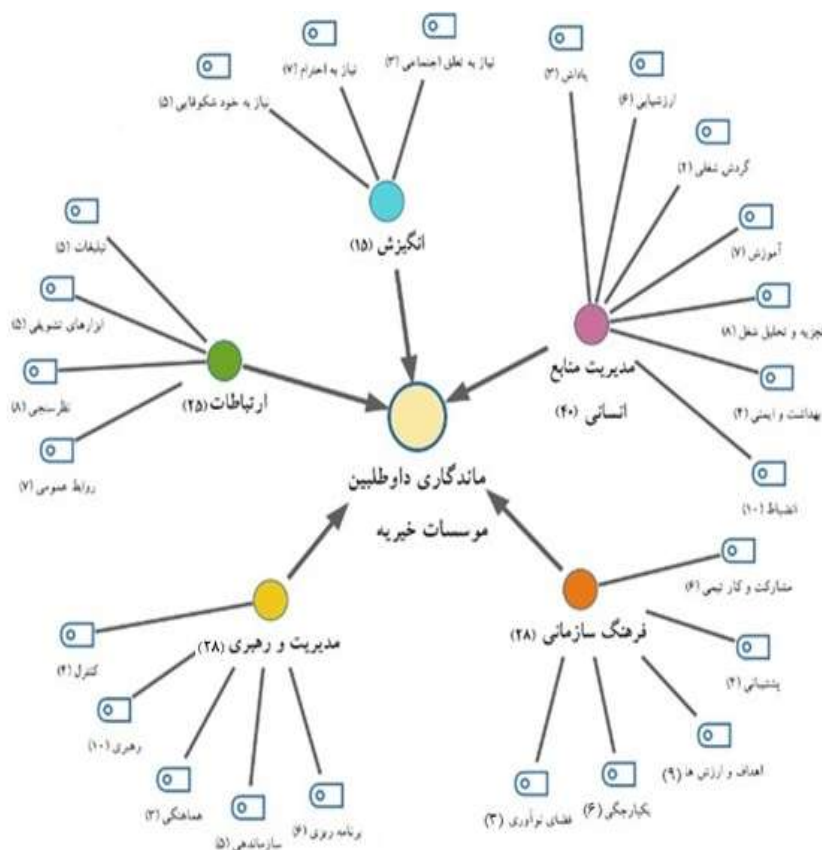 نیاز به تعلق اجتماعی (۳)
نیاز به احترام (۷)
نیاز به خود شکوفایی (۵)
انگیزش (۱۵)
پاداش (۳)
ارزشیابی (۶)
گردش شغلی (۲)
آموزش (۷)
تجزیه و تحلیل شغل (۸)
بهداشت و ایمنی (۴)
انضباط (۱۰)
مدیریت منابع
انسانی (۴۰)
تبلیغات (۵)
ابزارهای تشویقی (۵)
نظرسنجی (۸)
روابط عمومی (۷)
ارتباطات (۲۵)
ماندگاری داوطلبین
موسسات خیریه
مشارکت و کار تیمی (۶)
پشتیبانی (۴)
اهداف و ارزش ها (۹)
یکپارچگی (۶)
فضای نوآوری (۳)
فرهنگ سازمانی (۲۸)
مدیریت و رهبری (۲۸)
کنترل (۴)
رهبری (۱۰)
هماهنگی (۳)
سازماندهی (۵)
برنامه ریزی (۶)